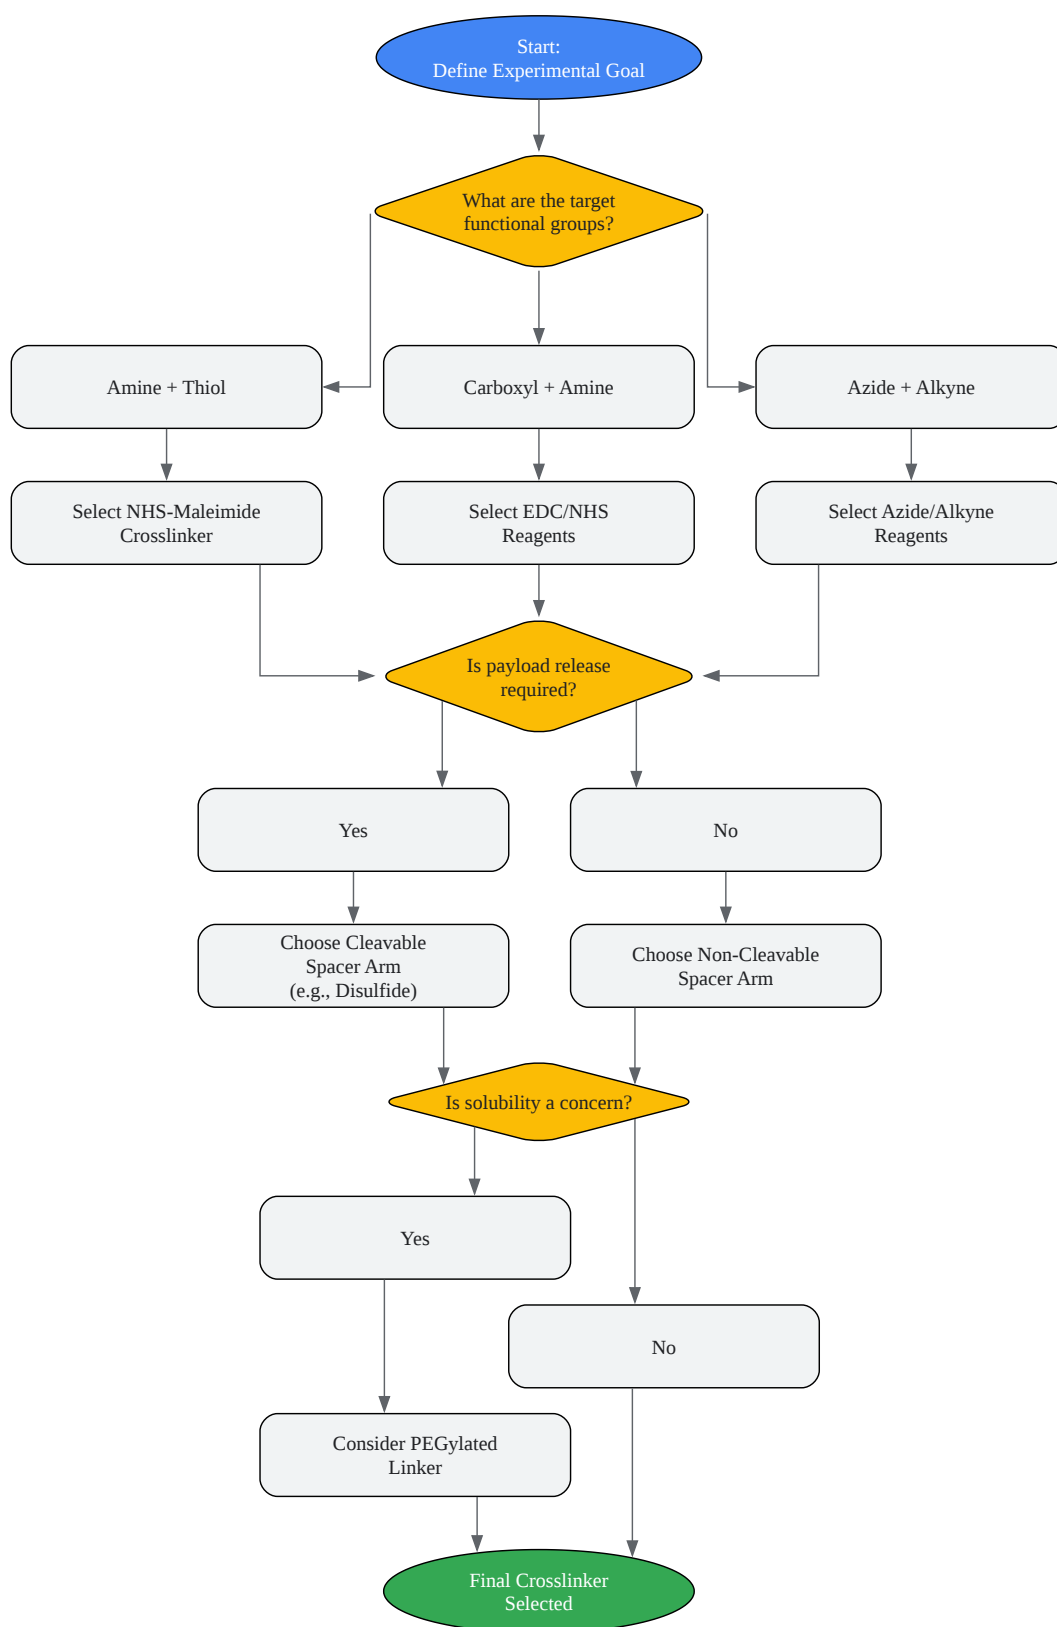 Start:
Define Experimental Goal
What are the target
functional groups?
Amine + Thiol
Carboxyl + Amine
Azide + Alkyne
Select NHS-Maleimide
Crosslinker
Select EDC/NHS
Reagents
Select Azide/Alkyne
Reagents
Is payload release
required?
Yes
No
Choose Cleavable
Spacer Arm
(e.g., Disulfide)
Choose Non-Cleavable
Spacer Arm
Is solubility a concern?
Yes
No
Consider PEGylated
Linker
Final Crosslinker
Selected